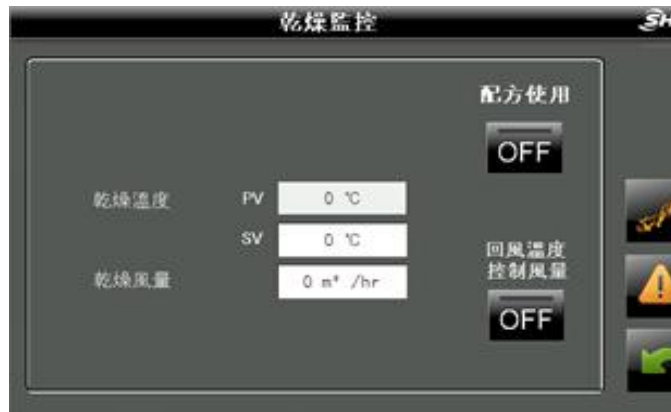 乾燥監控
配方使用
OFF
乾燥溫度 PV 0 ℃
SV 0 ℃
回風溫度
控制風量
乾燥風量 0 m³ /hr
OFF